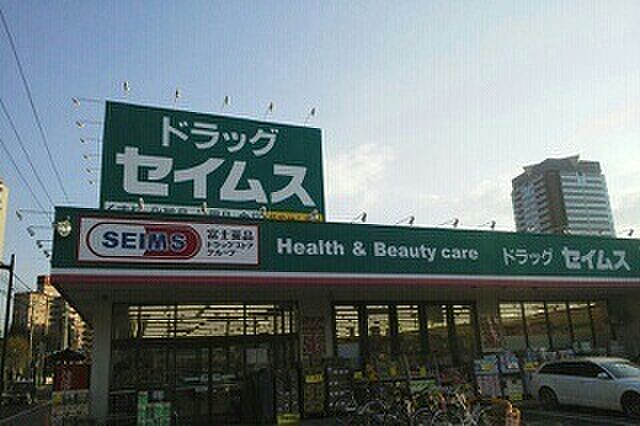 ドラッグ
セイムス
SEIMS
富士薬品
ドラッグストア
グループ
Health & Beauty care
ドラッグ セイムス